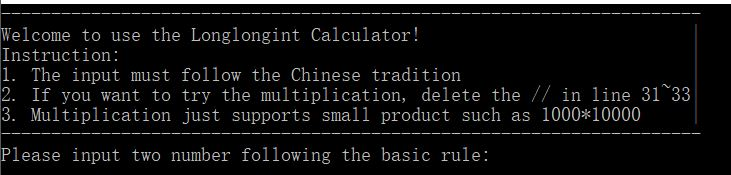 Welcome to use the Longlongint Calculator!
Instruction:
1. The input must follow the Chinese tradition
2. If you want to try the multiplication, delete the // in line 31~33
3. Multiplication just supports small product such as 1000*10000
Please input two number following the basic rule: